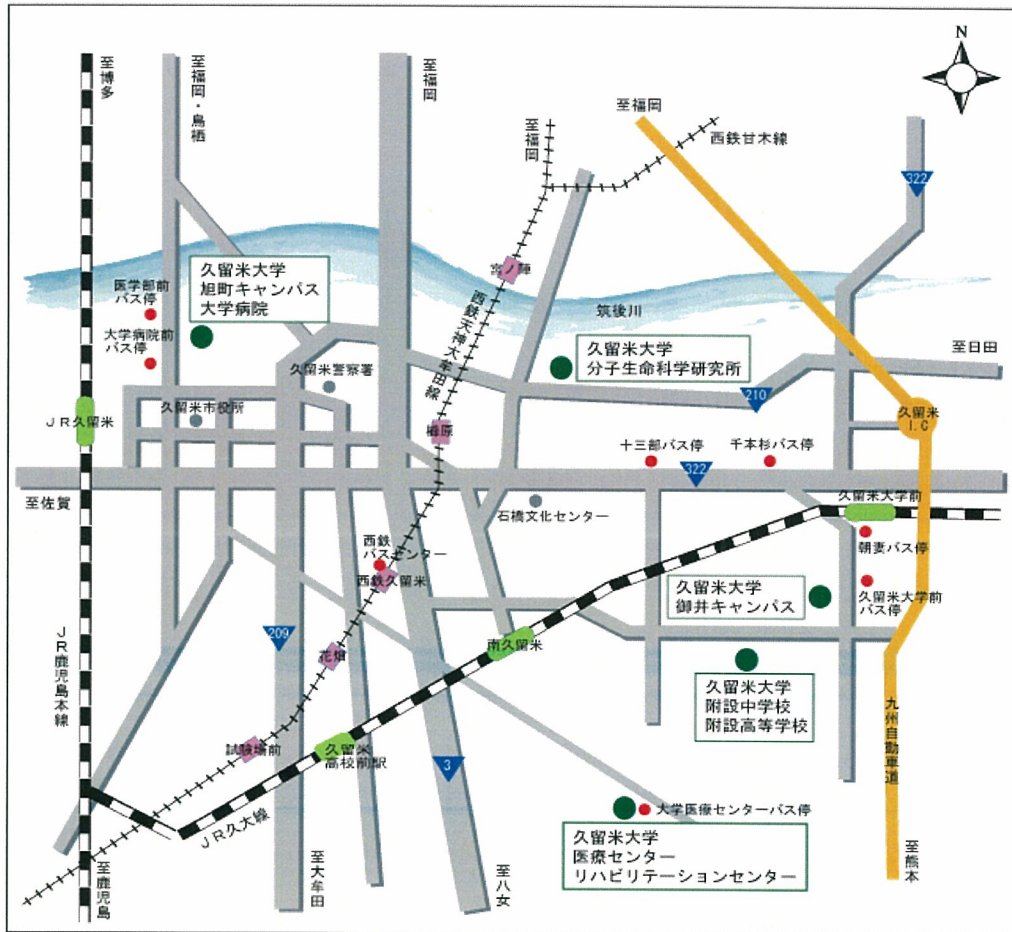 N
至博多
至福岡・鳥栖
至福岡
至福岡
至福岡
西鉄甘木線
322
医学部前
バス停
大学病院前
バス停
久留米大学
旭町キャンパス
大学病院
宮ノ陣
西鉄天神大牟田線
筑後川
久留米大学
分子生命科学研究所
至日田
久留米警察署
210
久留米市役所
JR久留米
櫛原
久留米
I.C
十三部バス停
千本杉バス停
322
至佐賀
石橋文化センター
久留米大学前
朝妻バス停
西鉄
バスセンター
西鉄久留米
久留米大学
御井キャンパス
久留米大学前
バス停
JR鹿児島本線
209
花畑
南久留米
久留米大学
附設中学校
附設高等学校
九州自動車道
試験場前
久留米
高校前駅
3
JR久大線
大学医療センターバス停
久留米大学
医療センター
リハビリテーションセンター
至鹿児島
至大牟田
至八女
至熊本